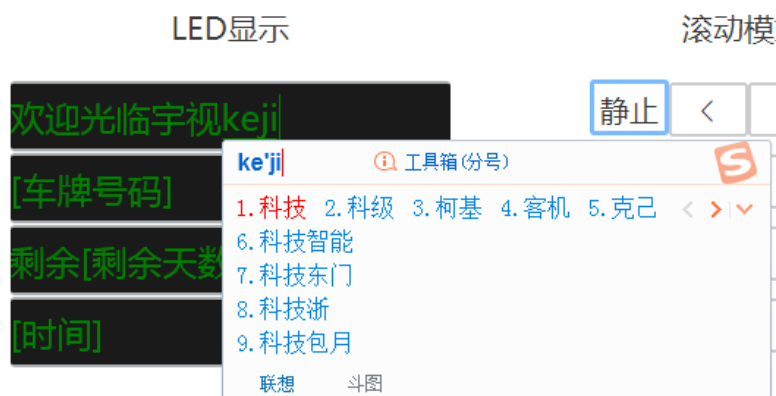 LED显示
滚动模
欢迎光临宇视keji
静止 <
[车牌号码]
剩余[剩余天数
[时间]
ke'ji 工具箱(分号)
1.科技 2.科级 3.柯基 4.客机 5.克己
6.科技智能
7.科技东门
8.科技浙
9.科技包月
联想 斗图